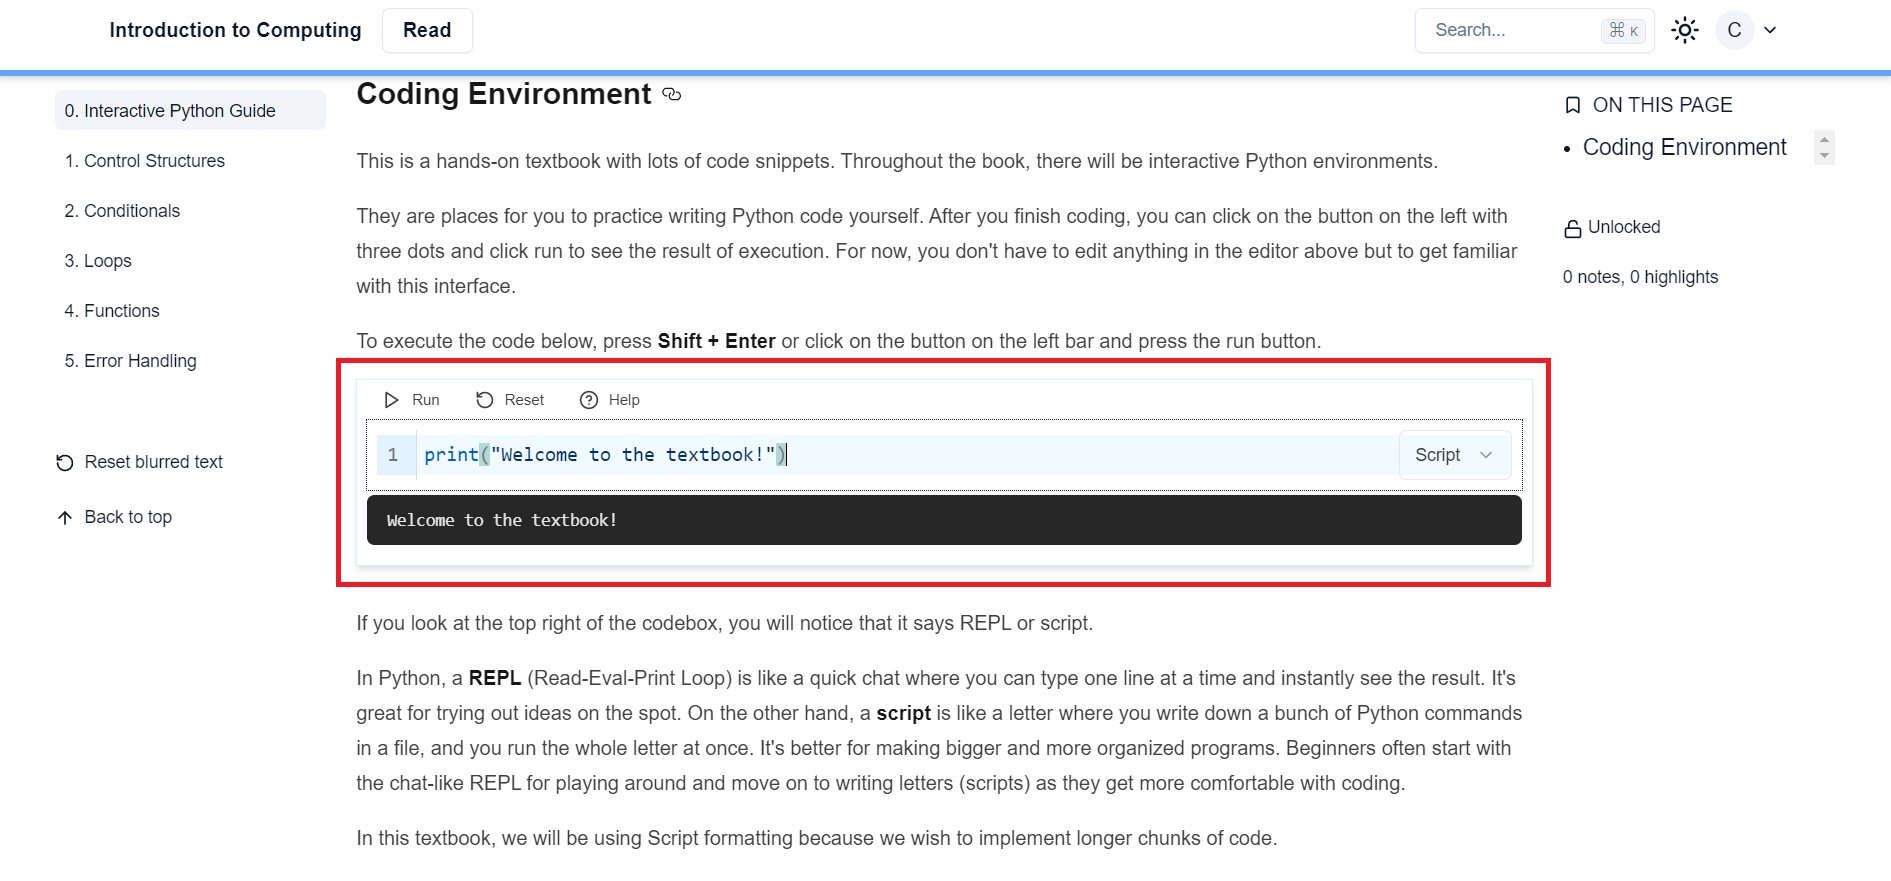 Introduction to Computing
Read
Search...
⌘ K
C
0. Interactive Python Guide
1. Control Structures
2. Conditionals
3. Loops
4. Functions
5. Error Handling
Reset blurred text
Back to top
Coding Environment
This is a hands-on textbook with lots of code snippets. Throughout the book, there will be interactive Python environments.
They are places for you to practice writing Python code yourself. After you finish coding, you can click on the button on the left with
three dots and click run to see the result of execution. For now, you don't have to edit anything in the editor above but to get familiar
with this interface.
To execute the code below, press Shift + Enter or click on the button on the left bar and press the run button.
Run
Reset
Help
1
print("Welcome to the textbook!")
Script
Welcome to the textbook!
If you look at the top right of the codebox, you will notice that it says REPL or script.
In Python, a REPL (Read-Eval-Print Loop) is like a quick chat where you can type one line at a time and instantly see the result. It's
great for trying out ideas on the spot. On the other hand, a script is like a letter where you write down a bunch of Python commands
in a file, and you run the whole letter at once. It's better for making bigger and more organized programs. Beginners often start with
the chat-like REPL for playing around and move on to writing letters (scripts) as they get more comfortable with coding.
In this textbook, we will be using Script formatting because we wish to implement longer chunks of code.
ON THIS PAGE
• Coding Environment
Unlocked
0 notes, 0 highlights